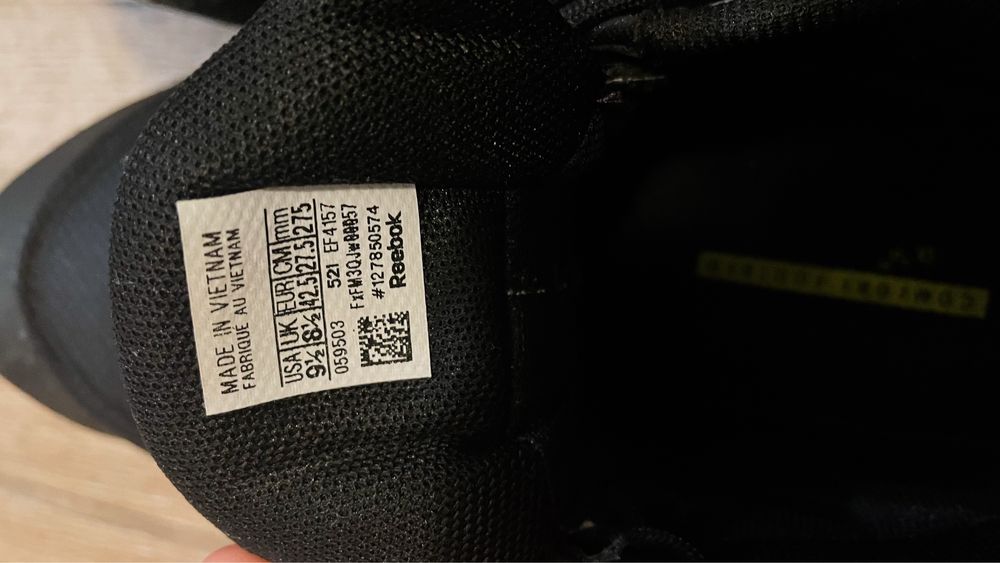 MADE IN VIETNAM
FABRIQUÉ AU VIETNAM
USA UK EUR CM mm
9½ 8½ 42.5 27.5 275
059503 521 EF4157
#127850574
Reebok